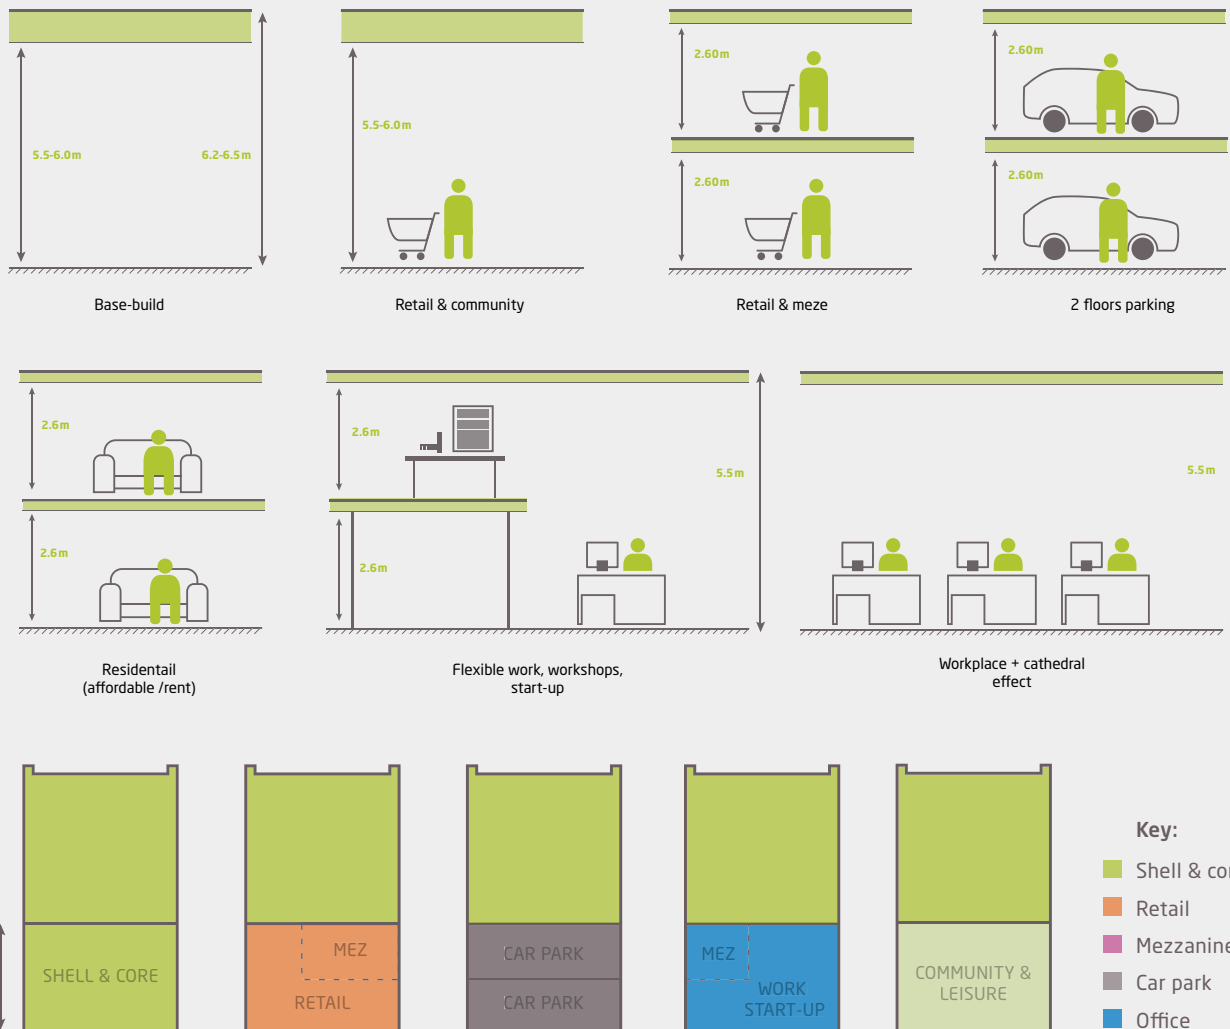 5.5-6.0m
6.2-6.5m
Base-build
5.5-6.0m
Retail & community
2.60m
2.60m
Retail & meze
2.60m
2.60m
2 floors parking
2.6m
2.6m
Residentail
(affordable /rent)
2.6m
2.6m
5.5m
Flexible work, workshops,
start-up
5.5m
Workplace + cathedral
effect
SHELL & CORE
MEZ
RETAIL
CAR PARK
CAR PARK
MEZ
WORK
START-UP
COMMUNITY &
LEISURE
Key:
Shell & cor
Retail
Mezzanine
Car park
Office